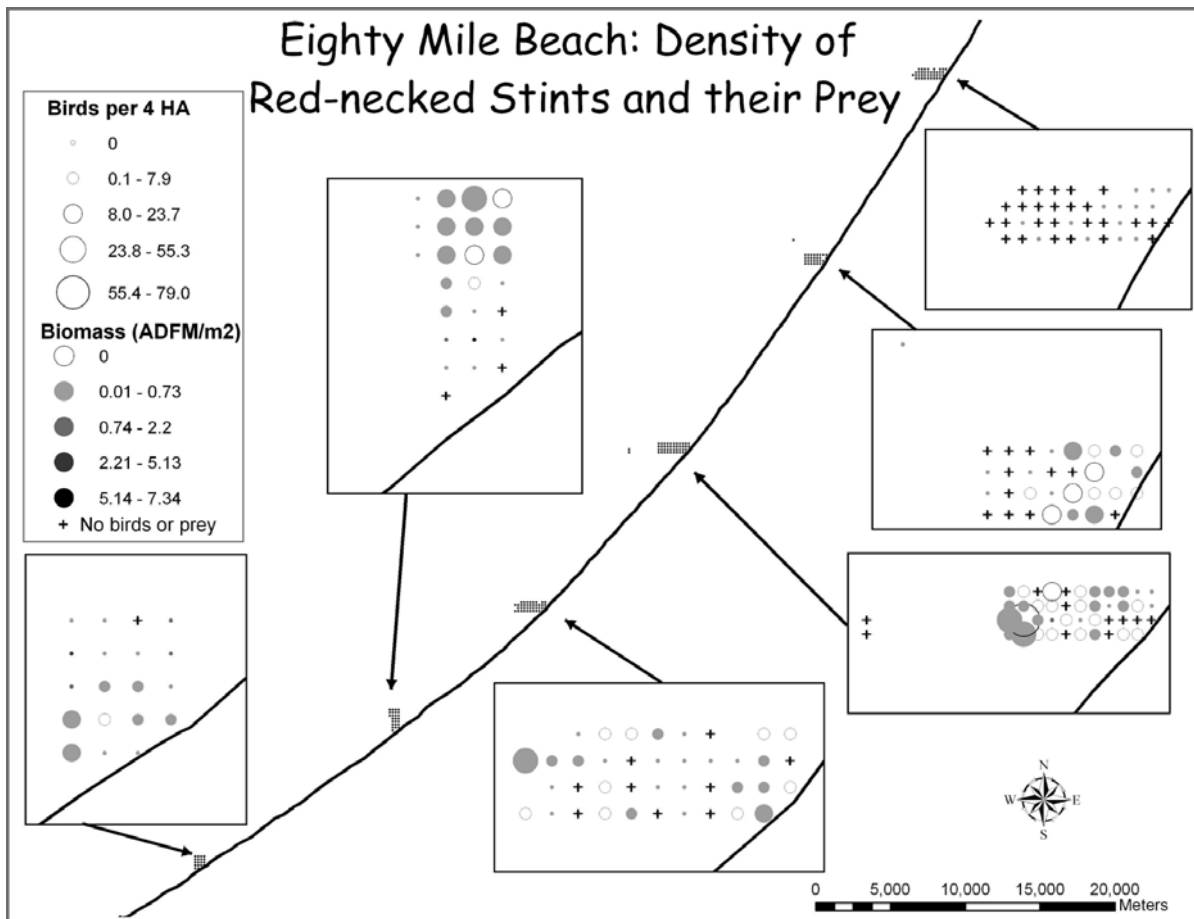 Eighty Mile Beach: Density of
Red-necked Stints and their Prey
Birds per 4 HA
0
0.1 - 7.9
8.0 - 23.7
23.8 - 55.3
55.4 - 79.0
Biomass (ADFM/m2)
0
0.01 - 0.73
0.74 - 2.2
2.21 - 5.13
5.14 - 7.34
+ No birds or prey
N
W E
S
0 5,000 10,000 15,000 20,000
Meters